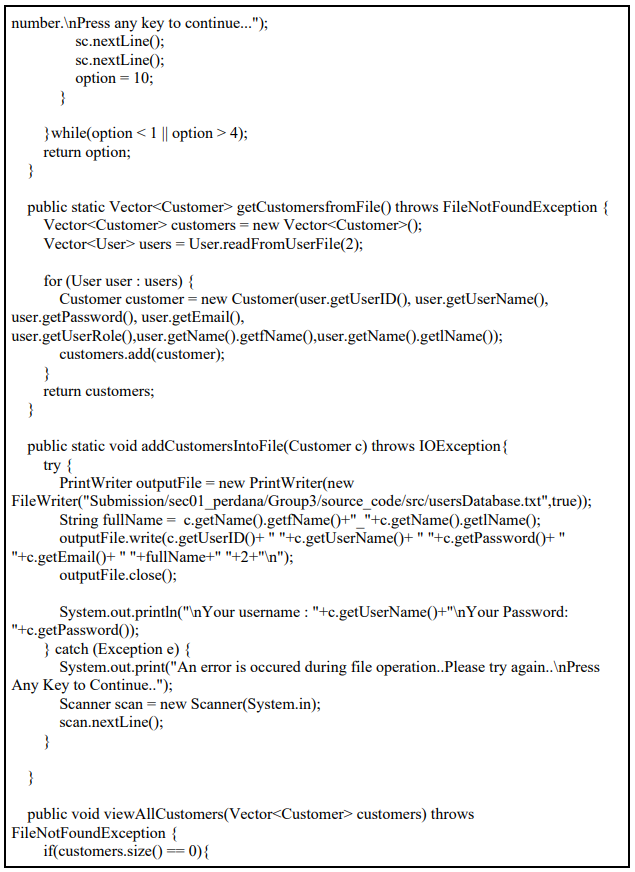 number.\nPress any key to continue...");
sc.nextLine();
sc.nextLine();
option = 10;
}
}while(option < 1 || option > 4);
return option;
}
public static Vector<Customer> getCustomersfromFile() throws FileNotFoundException {
Vector<Customer> customers = new Vector<Customer>();
Vector<User> users = User.readFromUserFile(2);
for (User user : users) {
Customer customer = new Customer(user.getUserID(), user.getUserName(),
user.getPassword(), user.getEmail(),
user.getUserRole(),user.getName().getfName(),user.getName().getlName());
customers.add(customer);
}
return customers;
}
public static void addCustomersIntoFile(Customer c) throws IOException{
try {
PrintWriter outputFile = new PrintWriter(new
FileWriter("Submission/sec01_perdana/Group3/source_code/src/usersDatabase.txt",true));
String fullName =  c.getName().getfName()+"_"+c.getName().getlName();
outputFile.write(c.getUserID()+ " "+c.getUserName()+ " "+c.getPassword()+ "
"+c.getEmail()+ " "+fullName+" "+2+"\n");
outputFile.close();
System.out.println("\nYour username : "+c.getUserName()+"\nYour Password:
"+c.getPassword());
} catch (Exception e) {
System.out.print("An error is occured during file operation..Please try again..\nPress
Any Key to Continue..");
Scanner scan = new Scanner(System.in);
scan.nextLine();
}
}
public void viewAllCustomers(Vector<Customer> customers) throws
FileNotFoundException {
if(customers.size() == 0){